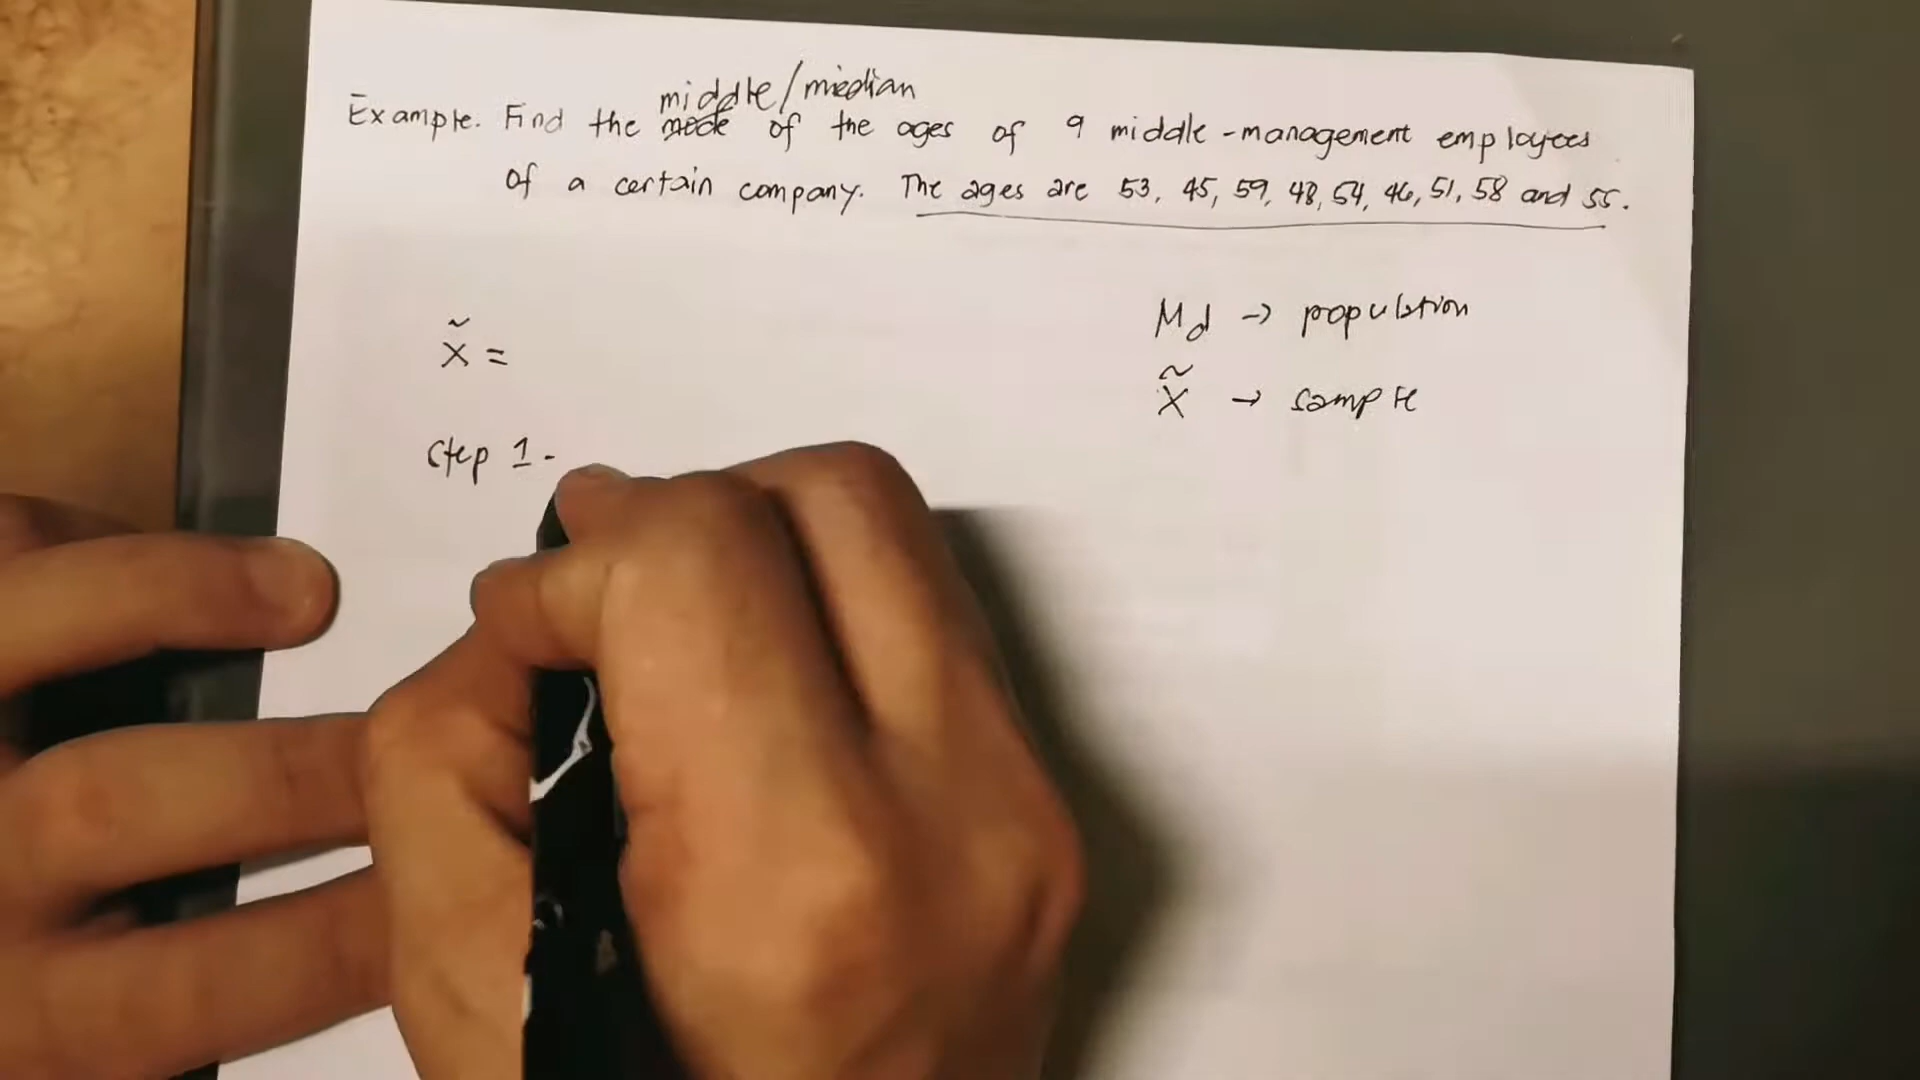 middle/median
Example. Find the mode of the ages of 9 middle-management employees
of a certain company. The ages are 53, 45, 59, 48, 54, 46, 51, 58 and 55.
Md → population
x̃ =
x̃ → sample
Step 1-